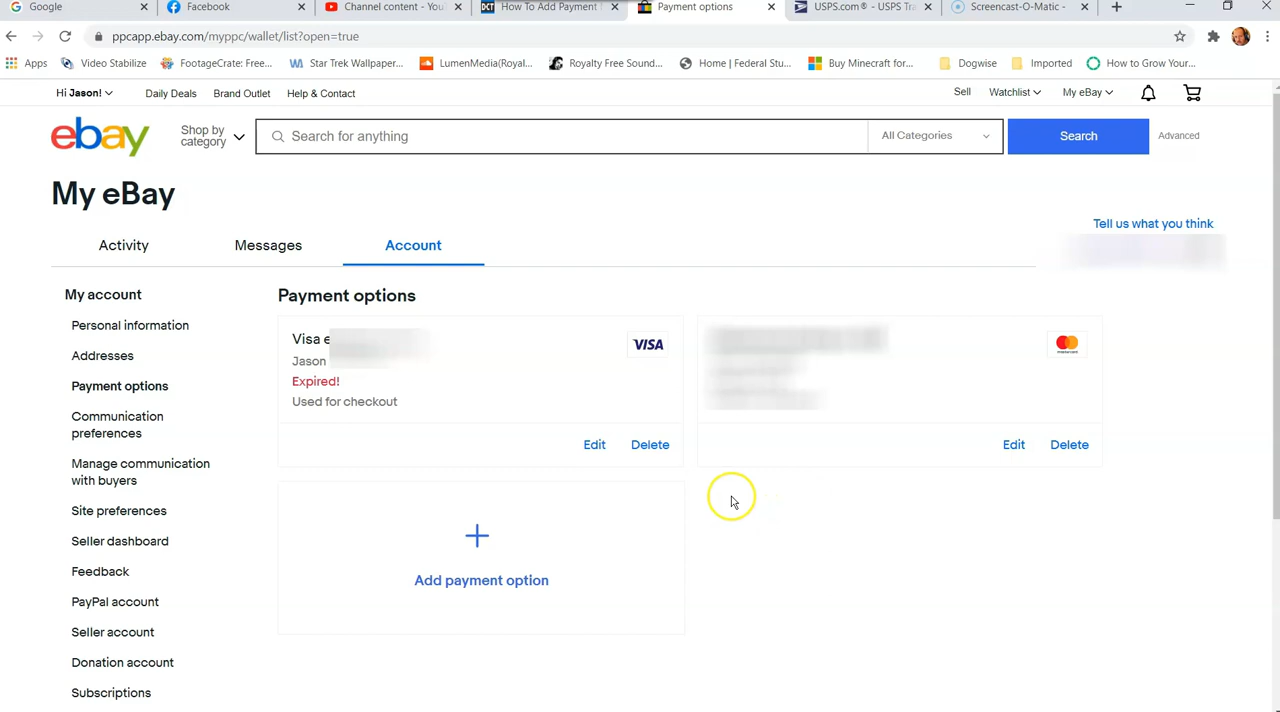 Google
Facebook
Channel content - You
How To Add Payment
Payment options
USPS.com® - USPS Tra
Screencast-O-Matic -
ppcapp.ebay.com/myppc/wallet/list?open=true
Apps
Video Stabilize
FootageCrate: Free...
Star Trek Wallpaper...
LumenMedia(Royal...
Royalty Free Sound...
Home | Federal Stu...
Buy Minecraft for...
Dogwise
Imported
How to Grow Your...
Hi Jason!
Daily Deals
Brand Outlet
Help & Contact
Sell
Watchlist
My eBay
ebay
Shop by
category
Search for anything
All Categories
Search
Advanced
My eBay
Tell us what you think
Activity
Messages
Account
My account
Personal information
Addresses
Payment options
Communication
preferences
Manage communication
with buyers
Site preferences
Seller dashboard
Feedback
PayPal account
Seller account
Donation account
Subscriptions
Payment options
Visa e
VISA
Jason
Expired!
Used for checkout
Edit
Delete
mastercard
Edit
Delete
Add payment option